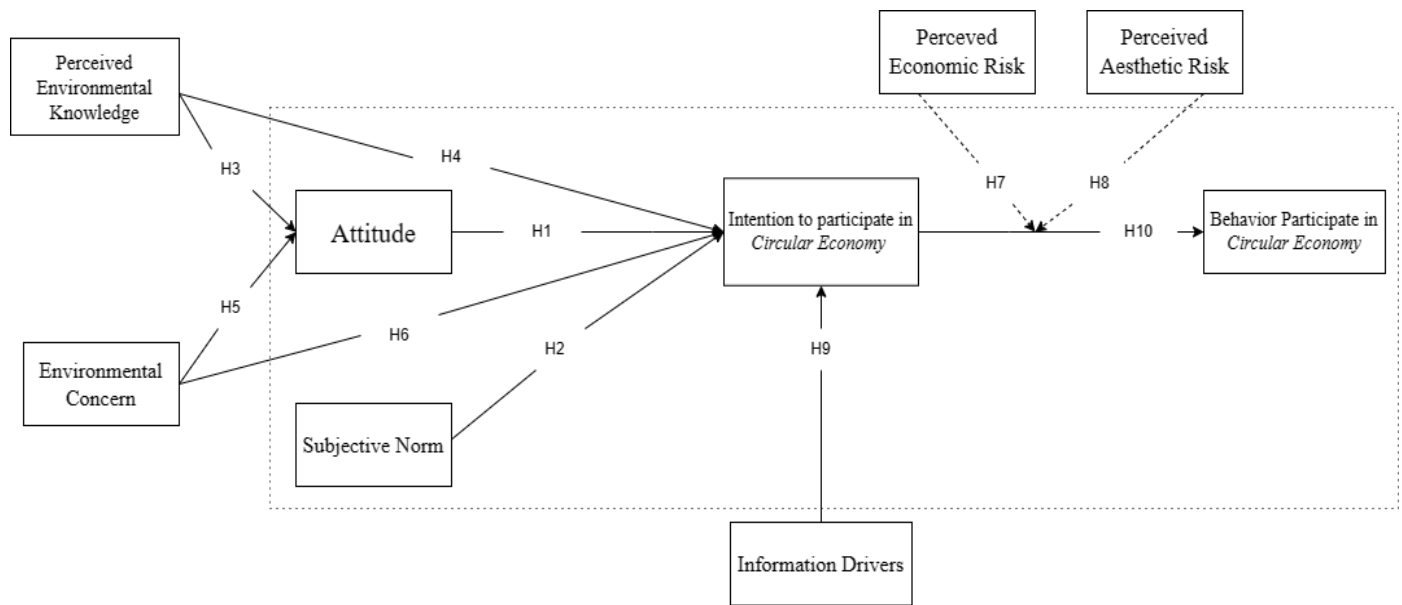 Perceived
Environmental
Knowledge
Perceved
Economic Risk
Perceived
Aesthetic Risk
H4
H3
H7
H8
Attitude
H1
Intention to participate in
Circular Economy
H10
Behavior Participate in
Circular Economy
H5
H6
H2
H9
Environmental
Concern
Subjective Norm
Information Drivers